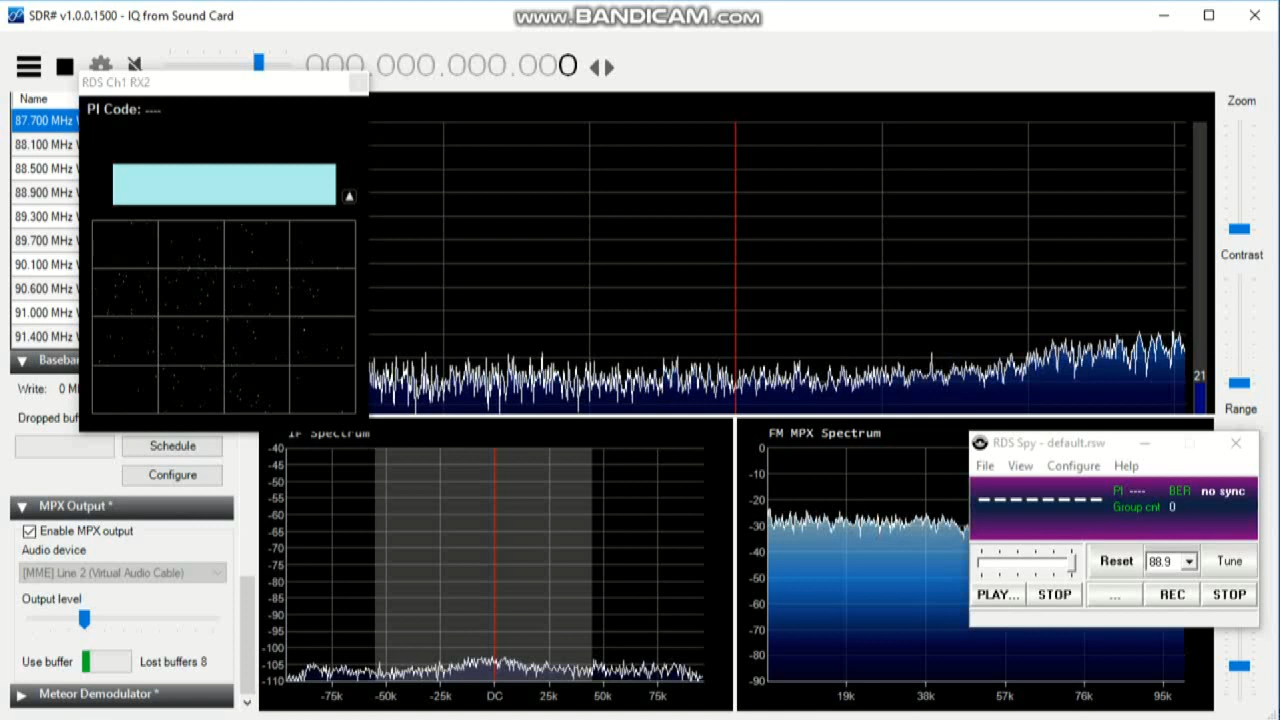 SDR# v1.0.0.1500 - IQ from Sound Card
www.BANDICAM.com
000.000.000.000
RDS Ch1 RX2
PI Code: ----
Name
87.700 MHz
88.100 MHz
88.500 MHz
88.900 MHz
89.300 MHz
89.700 MHz
90.100 MHz
90.600 MHz
91.000 MHz
91.400 MHz
Zoom
Contrast
Range
21
Write: 0
Schedule
Configure
MPX Output *
Enable MPX output
Audio device
[MME] Line 2 (Virtual Audio Cable)
Output level
Use buffer
Lost buffers 8
Meteor Demodulator *
IF Spectrum
-40
-45
-50
-55
-60
-65
-70
-75
-80
-85
-90
-95
-100
-105
-110
-75k -50k -25k DC 25k 50k 75k
FM MPX Spectrum
0
-10
-20
-30
-40
-50
-60
-70
-80
-90
19k 38k 57k 76k 95k
RDS Spy - default.rsw
File View Configure Help
-------- PI ---- BER no sync
Group cnt 0
Reset 88.9 Tune
PLAY... STOP ... REC STOP